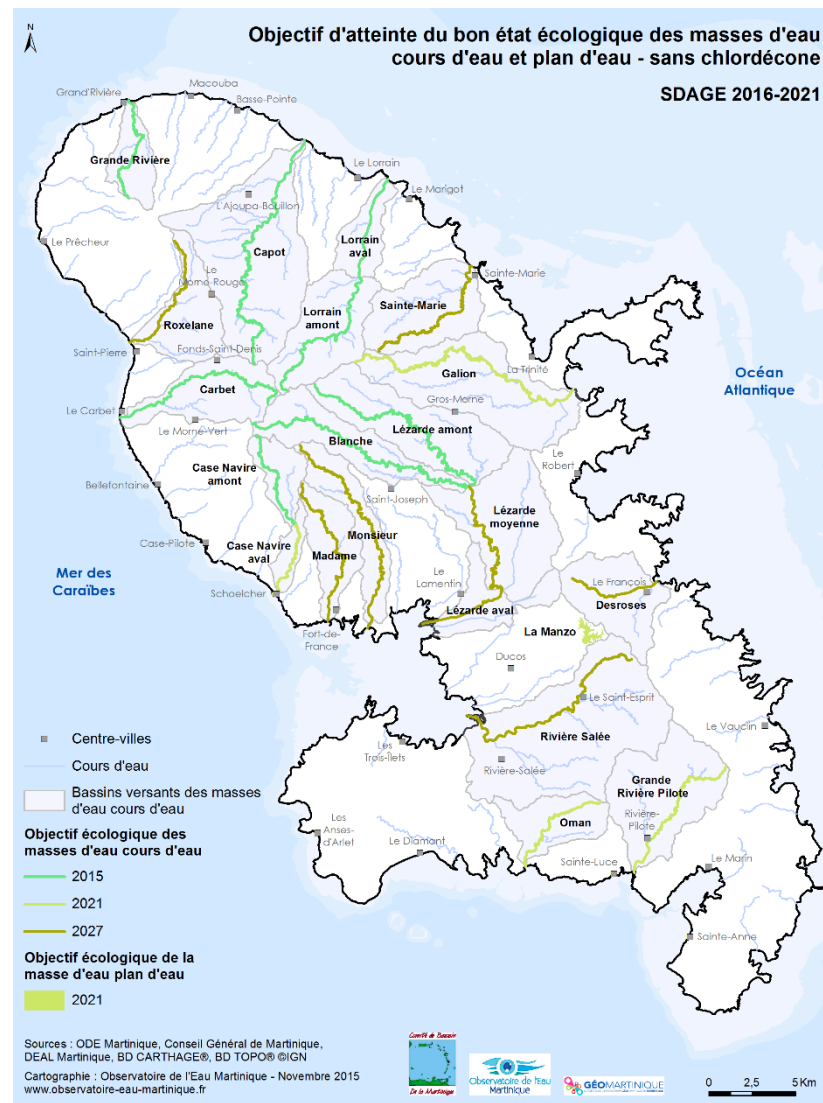 N
Objectif d'atteinte du bon état écologique des masses d'eau
cours d'eau et plan d'eau - sans chlordécone
SDAGE 2016-2021
Macouba
Grand'Rivière
Basse-Pointe
Grande Rivière
Le Lorrain
Le Marigot
L'Ajoupa-Bouillon
Le Prêcheur
Capot
Lorrain
aval
Le
Morne-Rouge
Sainte-Marie
Sainte-Marie
Roxelane
Lorrain
amont
Saint-Pierre
Fonds-Saint-Denis
La Trinité
Galion
Océan
Atlantique
Carbet
Gros-Morne
Le Carbet
Le Morne-Vert
Lézarde amont
Blanche
Le
Robert
Case Navire
amont
Bellefontaine
Saint-Joseph
Lézarde
moyenne
Case-Pilote
Monsieur
Case Navire
aval
Madame
Mer des
Caraïbes
Le
Lamentin
Le François
Schoelcher
Desroses
Lézarde aval
Fort-de-
France
La Manzo
Ducos
Le Saint-Esprit
Le Vauclin
Rivière Salée
Les
Trois-Îlets
Rivière-Salée
Grande
Rivière Pilote
Les
Anses-
d'Arlet
Oman
Rivière-
Pilote
Le Diamant
Sainte-Luce
Le Marin
Sainte-Anne
Centre-villes
Cours d'eau
Bassins versants des masses
d'eau cours d'eau
Objectif écologique des
masses d'eau cours d'eau
2015
2021
2027
Objectif écologique de la
masse d'eau plan d'eau
2021
Sources : ODE Martinique, Conseil Général de Martinique,
DEAL Martinique, BD CARTHAGE®, BD TOPO® ©IGN
Cartographie : Observatoire de l'Eau Martinique - Novembre 2015
www.observatoire-eau-martinique.fr
Comité de Bassin
De la Martinique
Observatoire de l'Eau
Martinique
GÉOMARTINIQUE
0 2,5 5 Km